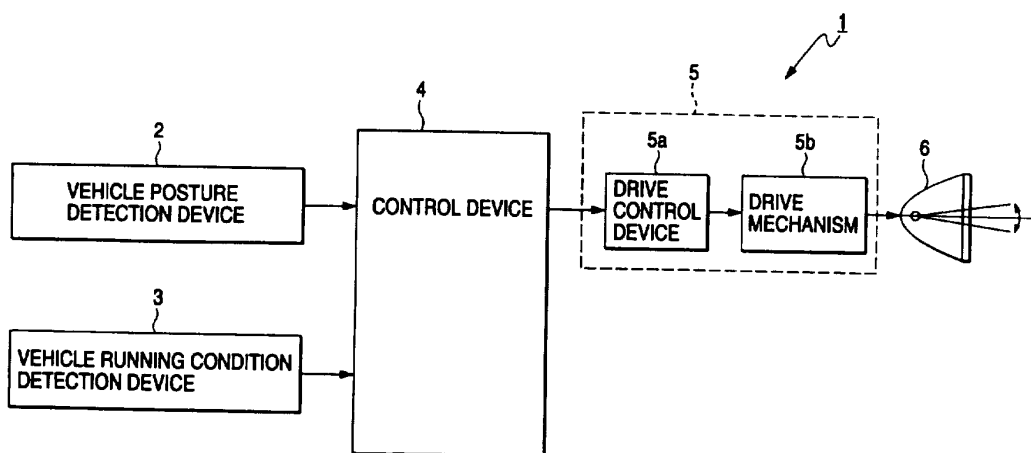 1
2
VEHICLE POSTURE
DETECTION DEVICE
3
VEHICLE RUNNING CONDITION
DETECTION DEVICE
4
CONTROL DEVICE
5
5a
DRIVE
CONTROL
DEVICE
5b
DRIVE
MECHANISM
6